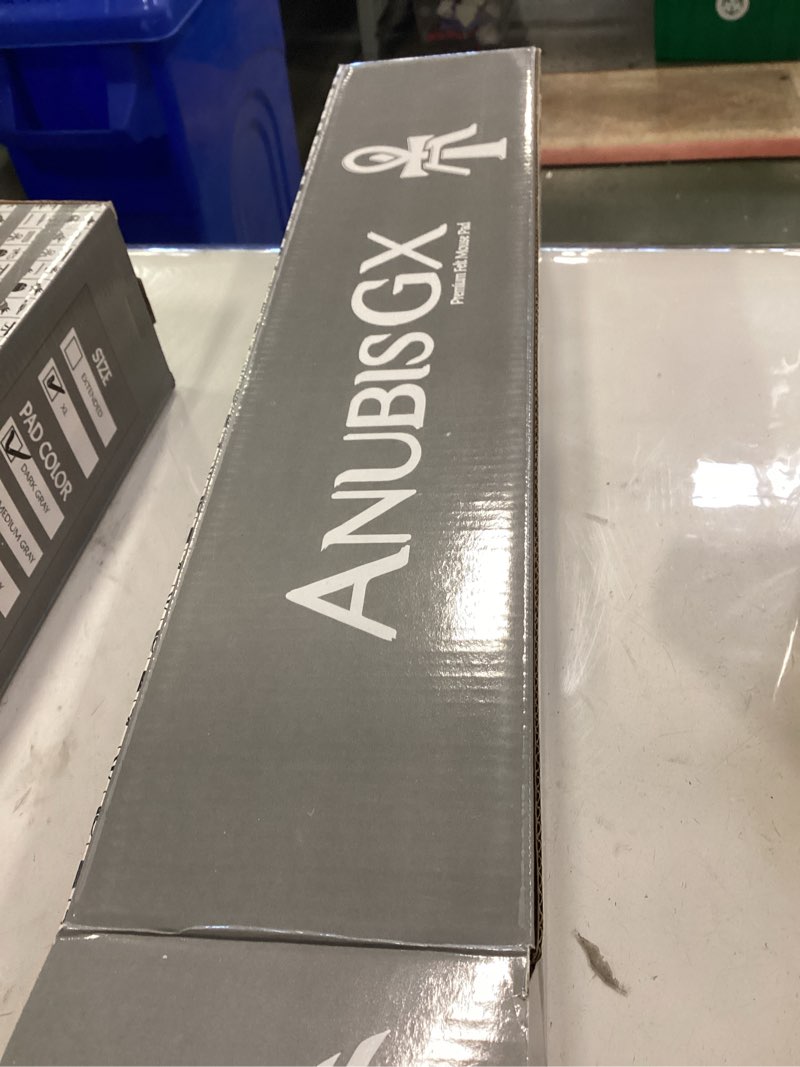 ANUBISGX
Premium Felt Mouse Pad
SIZE
EXTENDED
XL
PAD COLOR
DARK GRAY
MEDIUM GRAY